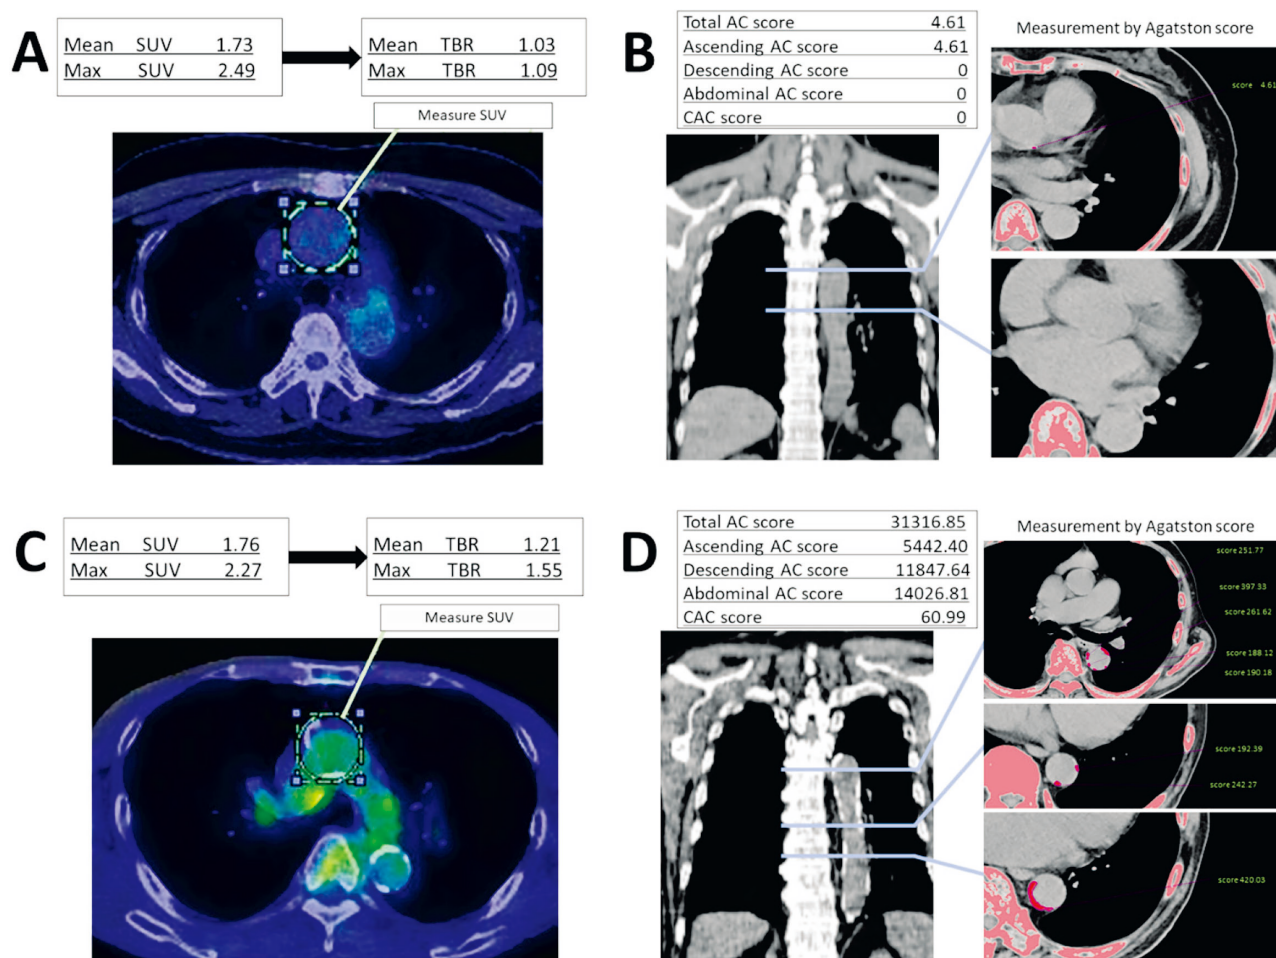 A
Mean SUV 1.73
Max SUV 2.49
Mean TBR 1.03
Max TBR 1.09
Measure SUV
B
Total AC score 4.61
Ascending AC score 4.61
Descending AC score 0
Abdominal AC score 0
CAC score 0
Measurement by Agatston score
score 4.61
C
Mean SUV 1.76
Max SUV 2.27
Mean TBR 1.21
Max TBR 1.55
Measure SUV
D
Total AC score 31316.85
Ascending AC score 5442.40
Descending AC score 11847.64
Abdominal AC score 14026.81
CAC score 60.99
Measurement by Agatston score
score 251.77
score 397.33
score 261.62
score 188.12
score 190.18
score 192.39
score 242.27
score 420.03